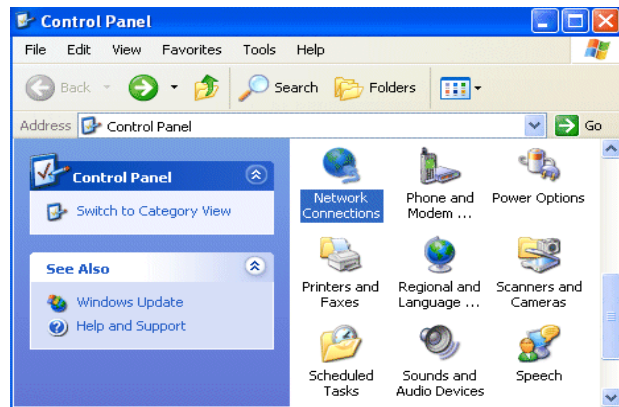 Control Panel
File Edit View Favorites Tools Help
Back Search Folders
Address Control Panel Go
Control Panel
Switch to Category View
See Also
Windows Update
Help and Support
Network Connections
Phone and Modem ...
Power Options
Printers and Faxes
Regional and Language ...
Scanners and Cameras
Scheduled Tasks
Sounds and Audio Devices
Speech